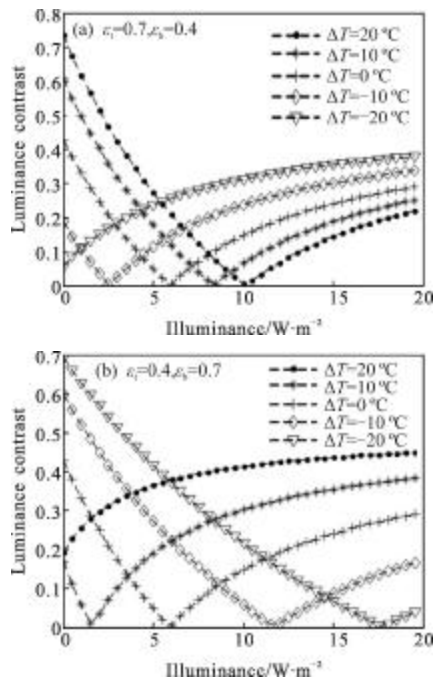 (a) εt=0.7,εb=0.4
ΔT=20 ℃
ΔT=10 ℃
ΔT=0 ℃
ΔT=−10 ℃
ΔT=−20 ℃
Luminance contrast
0.8
0.7
0.6
0.5
0.4
0.3
0.2
0.1
0
0 5 10 15 20
Illuminance/W·m⁻²
(b) εt=0.4,εb=0.7
ΔT=20 ℃
ΔT=10 ℃
ΔT=0 ℃
ΔT=−10 ℃
ΔT=−20 ℃
Luminance contrast
0.7
0.6
0.5
0.4
0.3
0.2
0.1
0
0 5 10 15 20
Illuminance/W·m⁻²